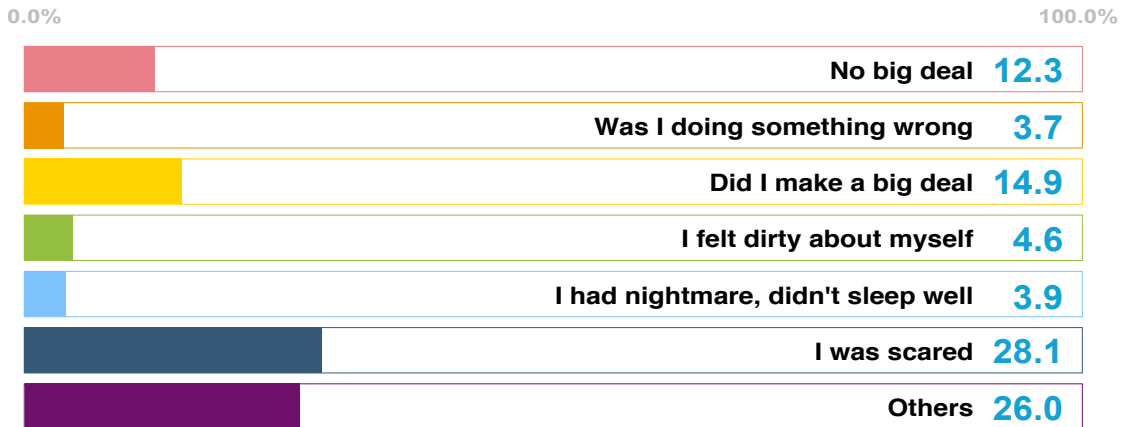 0.0% 100.0%
No big deal 12.3
Was I doing something wrong 3.7
Did I make a big deal 14.9
I felt dirty about myself 4.6
I had nightmare, didn't sleep well 3.9
I was scared 28.1
Others 26.0